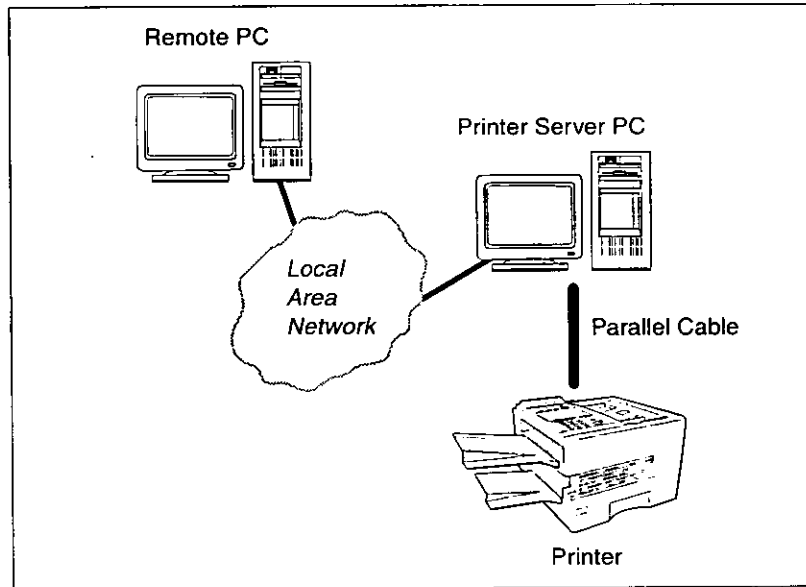 Remote PC
Printer Server PC
Local
Area
Network
Parallel Cable
Printer